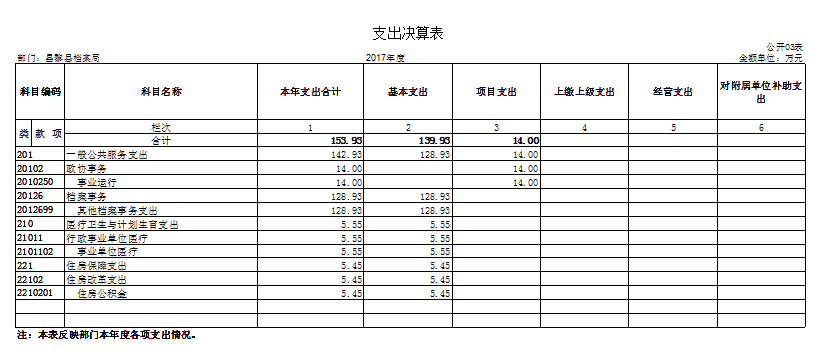 支出决算表
公开03表
部门：昌黎县档案局 2017年度 金额单位：万元
科目编码 科目名称 本年支出合计 基本支出 项目支出 上缴上级支出 经营支出 对附属单位补助支出
类 款 项 栏次 1 2 3 4 5 6
合计 153.93 139.93 14.00
201 一般公共服务支出 142.93 128.93 14.00
20102 政协事务 14.00 14.00
2010250 事业运行 14.00 14.00
20126 档案事务 128.93 128.93
2012699 其他档案事务支出 128.93 128.93
210 医疗卫生与计划生育支出 5.55 5.55
21011 行政事业单位医疗 5.55 5.55
2101102 事业单位医疗 5.55 5.55
221 住房保障支出 5.45 5.45
22102 住房改革支出 5.45 5.45
2210201 住房公积金 5.45 5.45
注：本表反映部门本年度各项支出情况。